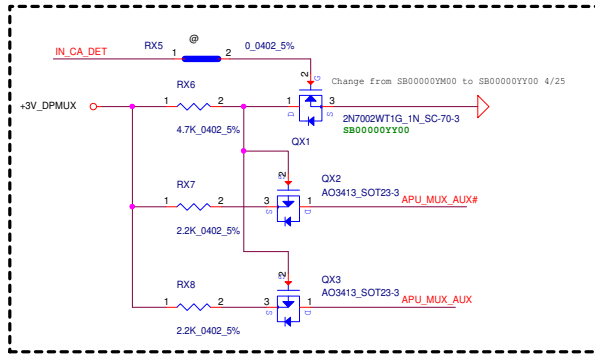 @
IN_CA_DET
RX5
0_0402_5%
1
2
RX6
1
2
4.7K_0402_5%
+3V_DPMUX
2
G
1
D
3
S
Change from SB00000YM00 to SB00000YY00 4/25
2N7002WT1G_1N_SC-70-3
SB00000YY00
QX1
RX7
1
2
2.2K_0402_5%
2
3
S
1
D
QX2
AO3413_SOT23-3
APU_MUX_AUX#
RX8
1
2
2.2K_0402_5%
2
3
S
1
D
QX3
AO3413_SOT23-3
APU_MUX_AUX